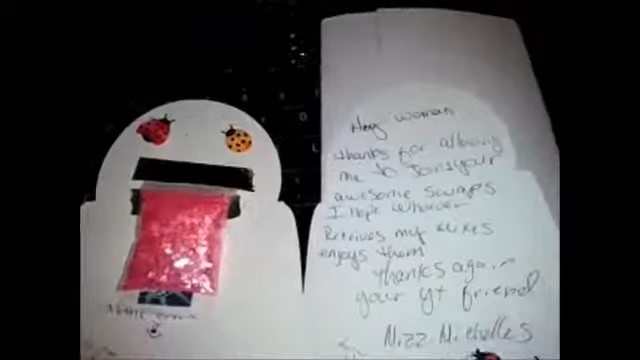 Hey woman
thanks for allowing
me to Join your
awesome swaps
I hope whoever
Receives my mixes
enjoys them
thanks again
your yt friend
Mizz Michelles